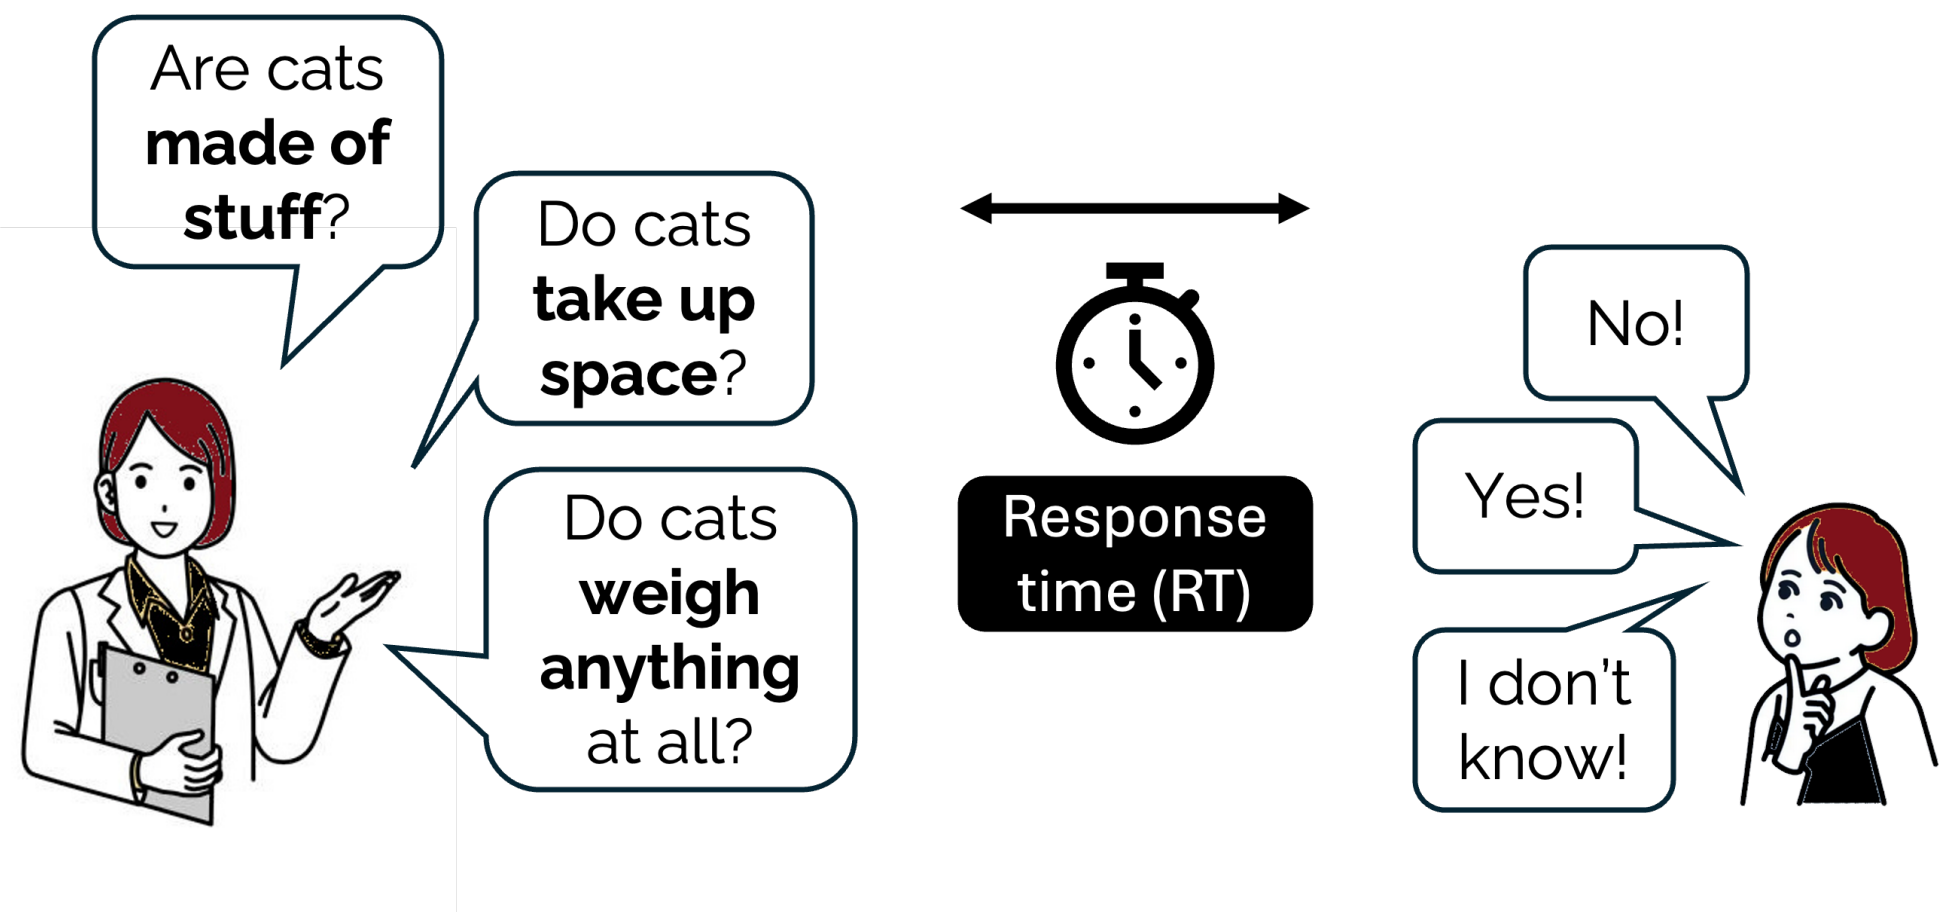 Are cats
made of
stuff?
Do cats
take up
space?
Do cats
weigh
anything
at all?
Response
time (RT)
No!
Yes!
I don't
know!